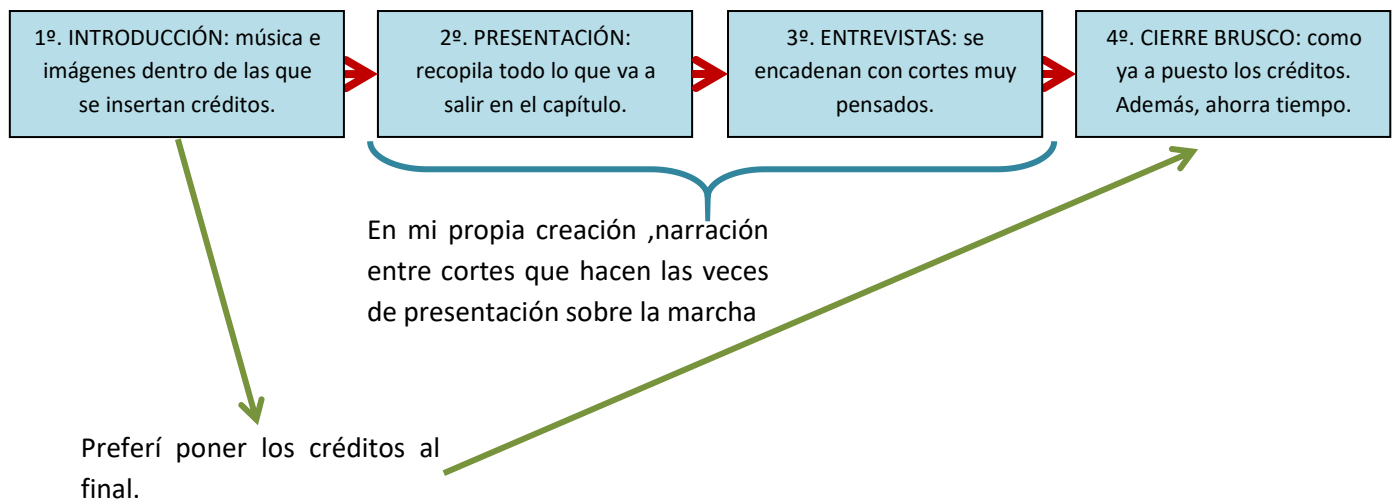 1º. INTRODUCCIÓN: música e
imágenes dentro de las que
se insertan créditos.
2º. PRESENTACIÓN:
recopila todo lo que va a
salir en el capítulo.
3º. ENTREVISTAS: se
encadenan con cortes muy
pensados.
4º. CIERRE BRUSCO: como
ya a puesto los créditos.
Además, ahorra tiempo.
En mi propia creación ,narración
entre cortes que hacen las veces
de presentación sobre la marcha
Preferí poner los créditos al
final.